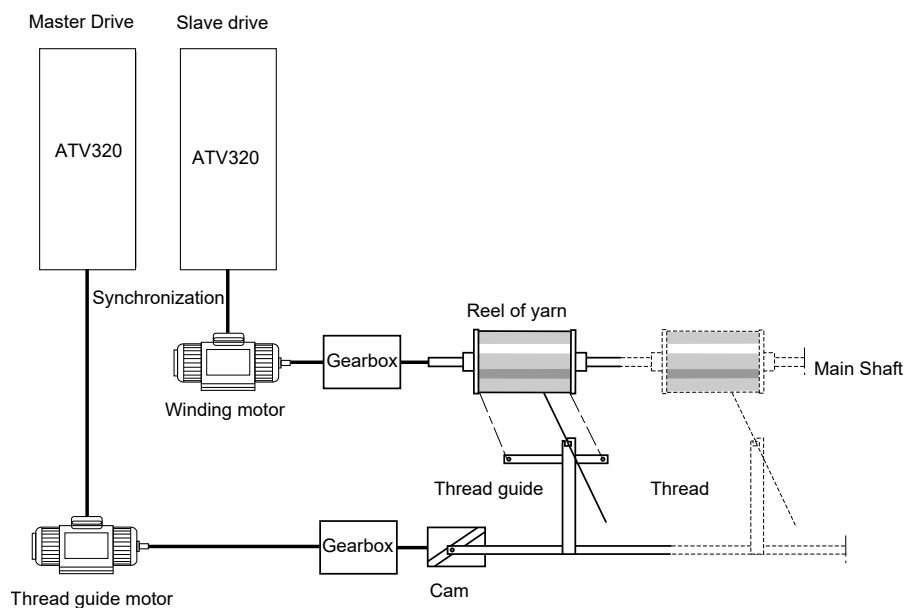 Master Drive
Slave drive
ATV320
ATV320
Synchronization
Reel of yarn
Gearbox
Main Shaft
Winding motor
Thread guide
Thread
Gearbox
Cam
Thread guide motor